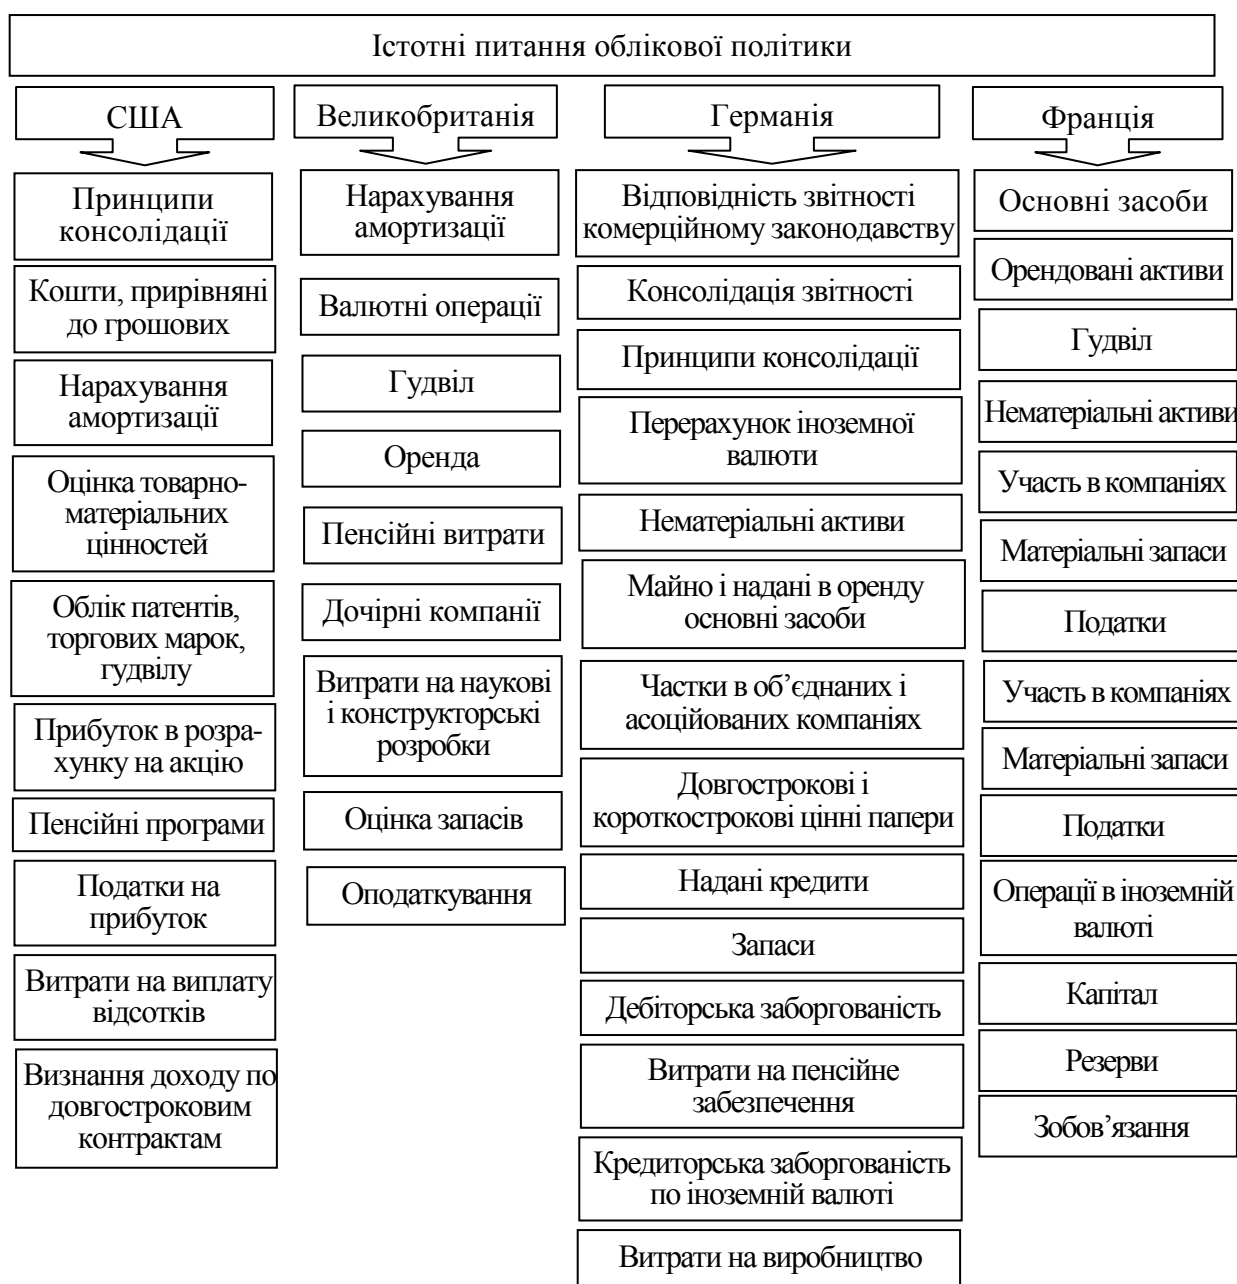 Істотні питання облікової політики
США
Принципи
консолідації
Кошти, прирівняні
до грошових
Нарахування
амортизації
Оцінка товарно-
матеріальних
цінностей
Облік патентів,
торгових марок,
гудвілу
Прибуток в розра-
хунку на акцію
Пенсійні програми
Податки на
прибуток
Витрати на виплату
відсотків
Визнання доходу по
довгостроковим
контрактам
Великобританія
Нарахування
амортизації
Валютні операції
Гудвіл
Оренда
Пенсійні витрати
Дочірні компанії
Витрати на наукові
і конструкторські
розробки
Оцінка запасів
Оподаткування
Германія
Відповідність звітності
комерційному законодавству
Консолідація звітності
Принципи консолідації
Перерахунок іноземної
валюти
Нематеріальні активи
Майно і надані в оренду
основні засоби
Частки в об’єднаних і
асоційованих компаніях
Довгострокові і
короткострокові цінні папери
Надані кредити
Запаси
Дебіторська заборгованість
Витрати на пенсійне
забезпечення
Кредиторська заборгованість
по іноземній валюті
Витрати на виробництво
Франція
Основні засоби
Орендовані активи
Гудвіл
Нематеріальні активи
Участь в компаніях
Матеріальні запаси
Податки
Участь в компаніях
Матеріальні запаси
Податки
Операції в іноземній
валюті
Капітал
Резерви
Зобов’язання